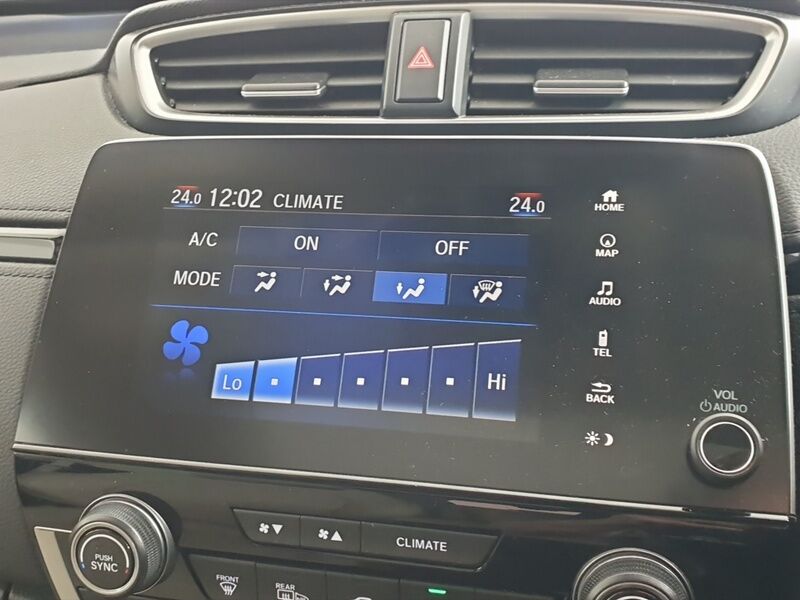 24.0 12:02 CLIMATE 24.0
HOME
A/C ON OFF
MAP
MODE
AUDIO
TEL
Lo Hi
BACK
VOL
AUDIO
PUSH
SYNC
CLIMATE
FRONT
REAR